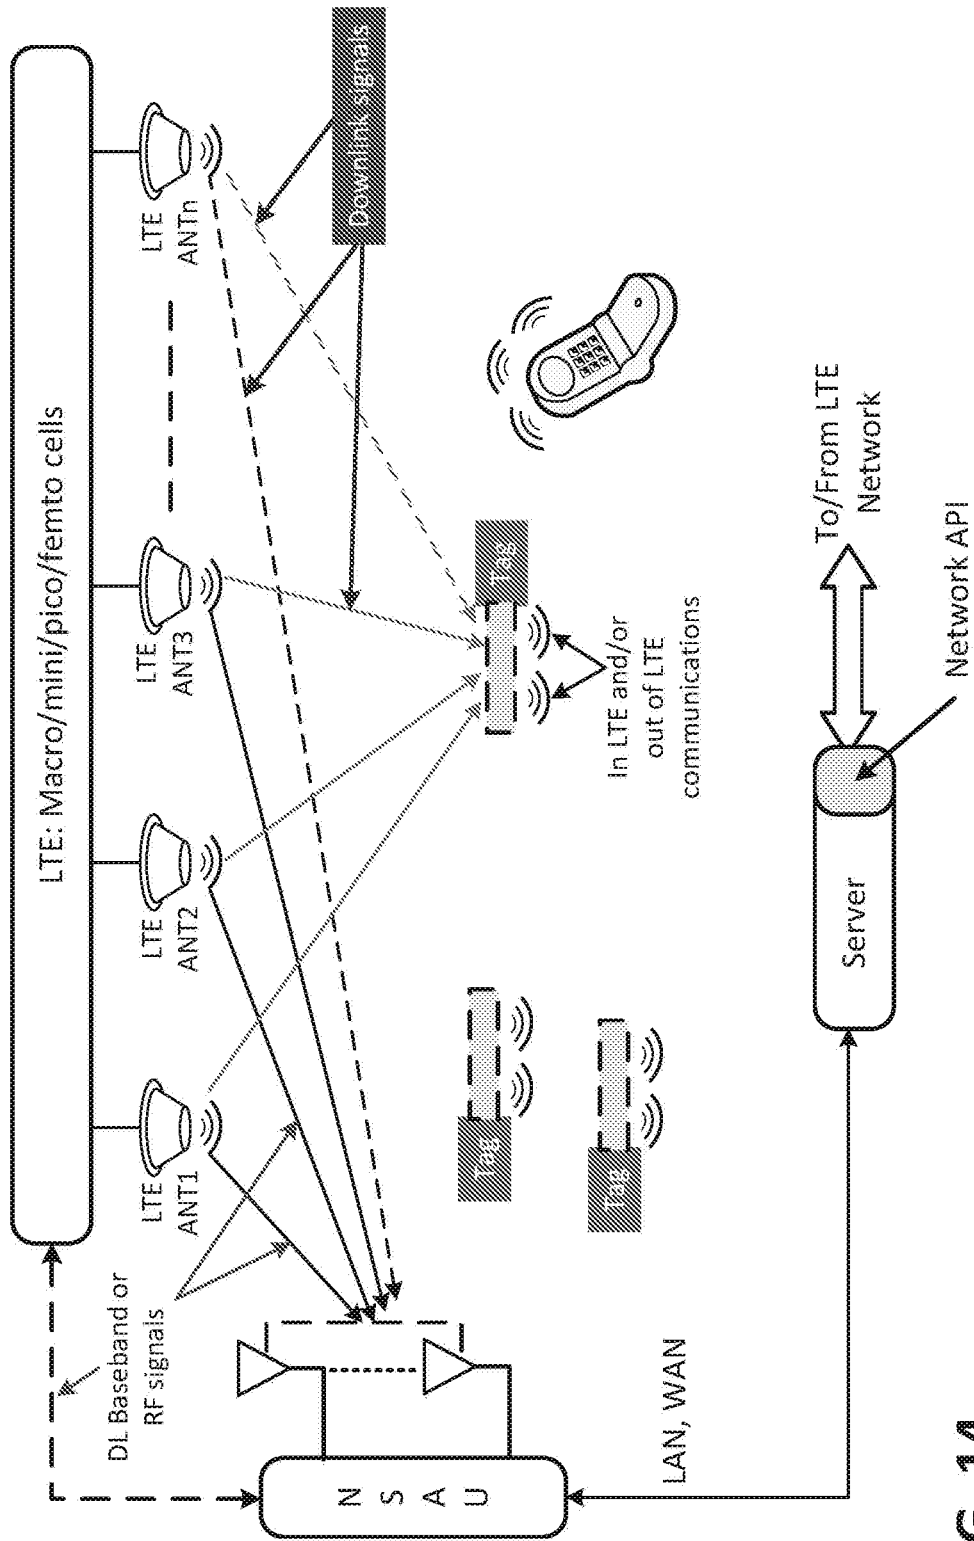 LTE: Macro/mini/pico/femto cells
LTE
ANT1
LTE
ANT2
LTE
ANT3
LTE
ANTn
DL Baseband or
RF signals
Downlink signals
N
S
A
U
Tag
Tag
Tag
In LTE and/or
out of LTE
communications
LAN, WAN
Server
To/From LTE
Network
Network API
G. 14